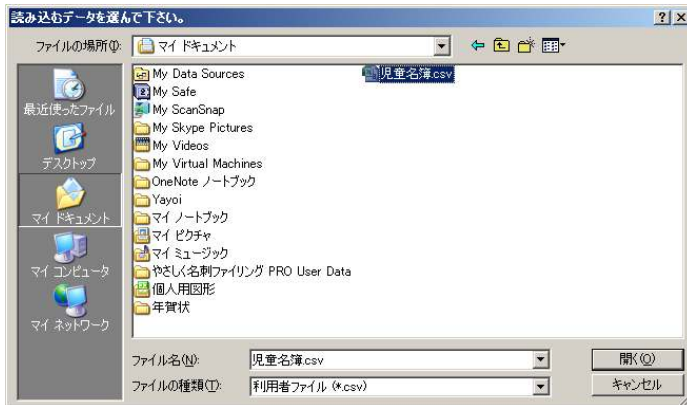 読み込むデータを選んで下さい。
ファイルの場所(I):
マイ ドキュメント
最近使ったファイル
デスクトップ
マイ ドキュメント
マイ コンピュータ
マイ ネットワーク
My Data Sources
My Safe
My ScanSnap
My Skype Pictures
My Videos
My Virtual Machines
OneNote ノートブック
Yayoi
マイ ノートブック
マイ ピクチャ
マイ ミュージック
やさしく名刺ファイリング PRO User Data
個人用図形
年賀状
児童名簿.csv
ファイル名(N):
児童名簿.csv
開く(O)
ファイルの種類(T):
利用者ファイル (*.csv)
キャンセル